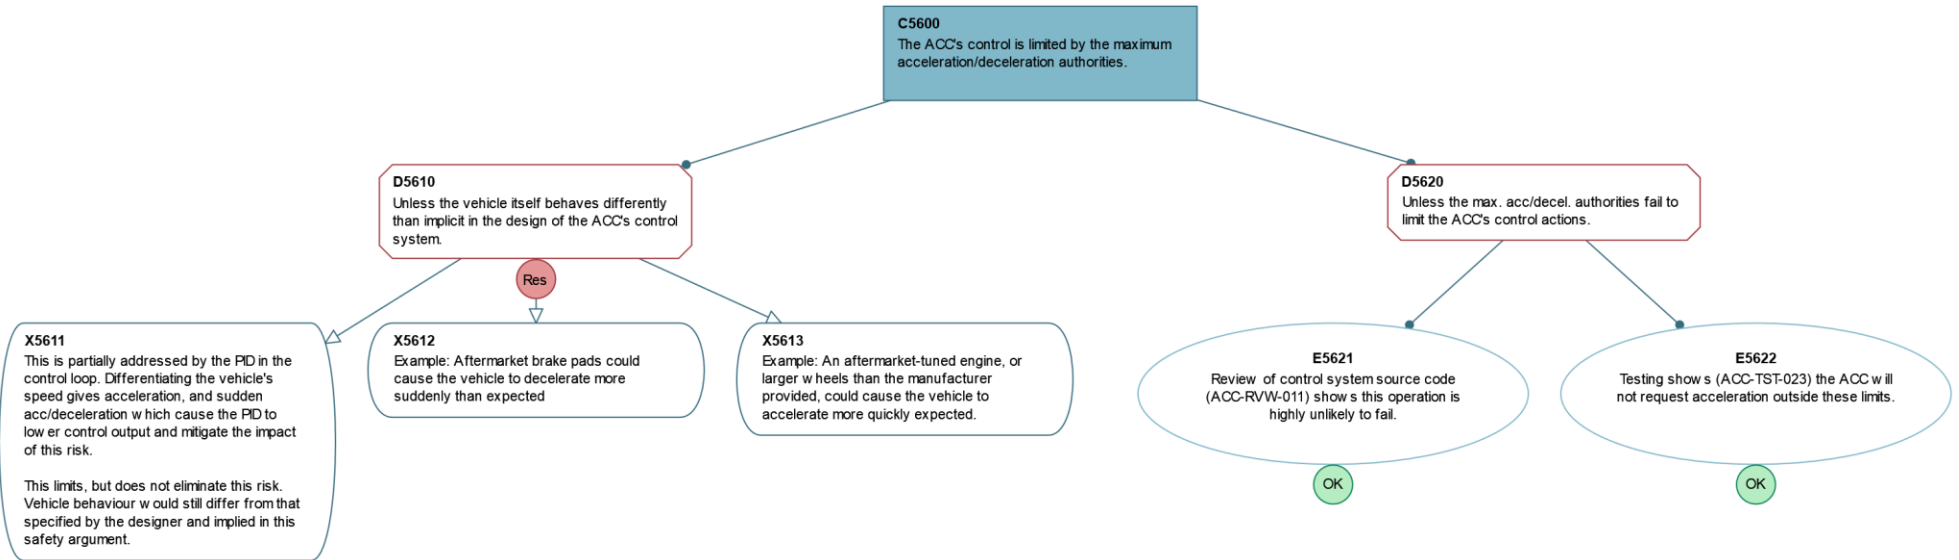 C5600
The ACC's control is limited by the maximum
acceleration/deceleration authorities.
D5610
Unless the vehicle itself behaves differently
than implicit in the design of the ACC's control
system.
D5620
Unless the max. acc/decel. authorities fail to
limit the ACC's control actions.
Res
X5611
This is partially addressed by the PID in the
control loop. Differentiating the vehicle's
speed gives acceleration, and sudden
acc/deceleration which cause the PID to
lower control output and mitigate the impact
of this risk.
This limits, but does not eliminate this risk.
Vehicle behaviour would still differ from that
specified by the designer and implied in this
safety argument.
X5612
Example: Aftermarket brake pads could
cause the vehicle to decelerate more
suddenly than expected
X5613
Example: An aftermarket-tuned engine, or
larger wheels than the manufacturer
provided, could cause the vehicle to
accelerate more quickly expected.
E5621
Review of control system source code
(ACC-RVW-011) shows this operation is
highly unlikely to fail.
OK
E5622
Testing shows (ACC-TST-023) the ACC will
not request acceleration outside these limits.
OK